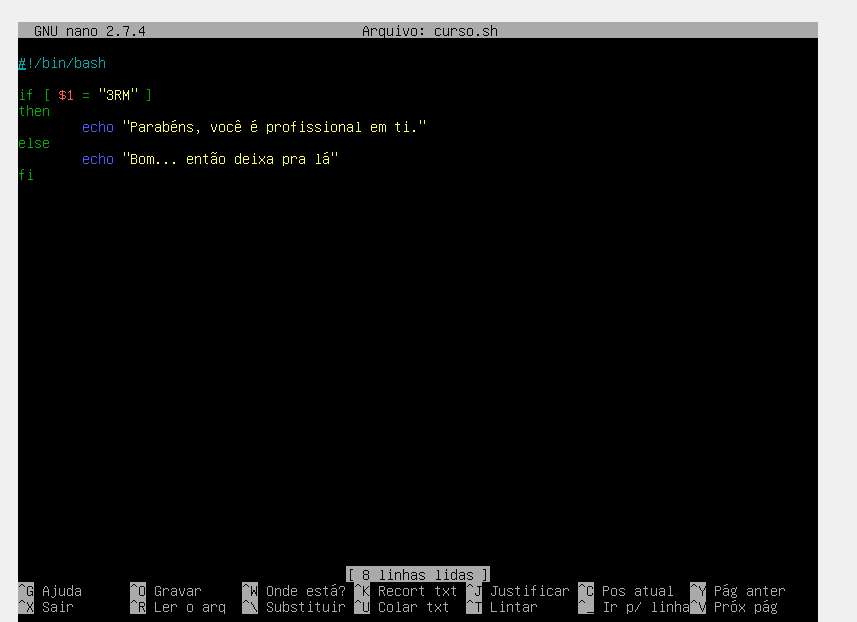 GNU nano 2.7.4 Arquivo: curso.sh
#!/bin/bash
if [ $1 = "3RM" ]
then
echo "Parabéns, você é profissional em ti."
else
echo "Bom... então deixa pra lá"
fi
[ 8 linhas lidas ]
^G Ajuda ^O Gravar ^W Onde está? ^K Recort txt ^J Justificar ^C Pos atual ^Y Pág anter
^X Sair ^R Ler o arq ^\ Substituir ^U Colar txt ^T Lintar ^_ Ir p/ linha ^V Próx pág